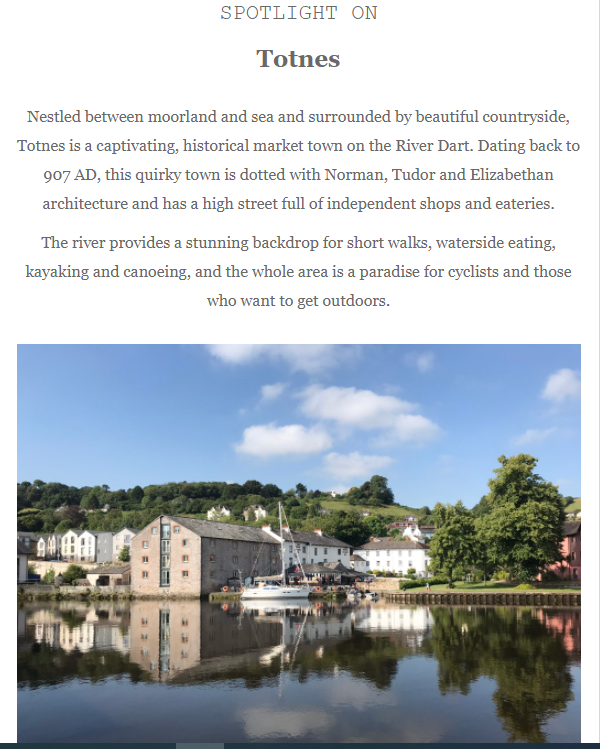 SPOTLIGHT ON
Totnes
Nestled between moorland and sea and surrounded by beautiful countryside,
Totnes is a captivating, historical market town on the River Dart. Dating back to
907 AD, this quirky town is dotted with Norman, Tudor and Elizabethan
architecture and has a high street full of independent shops and eateries.
The river provides a stunning backdrop for short walks, waterside eating,
kayaking and canoeing, and the whole area is a paradise for cyclists and those
who want to get outdoors.